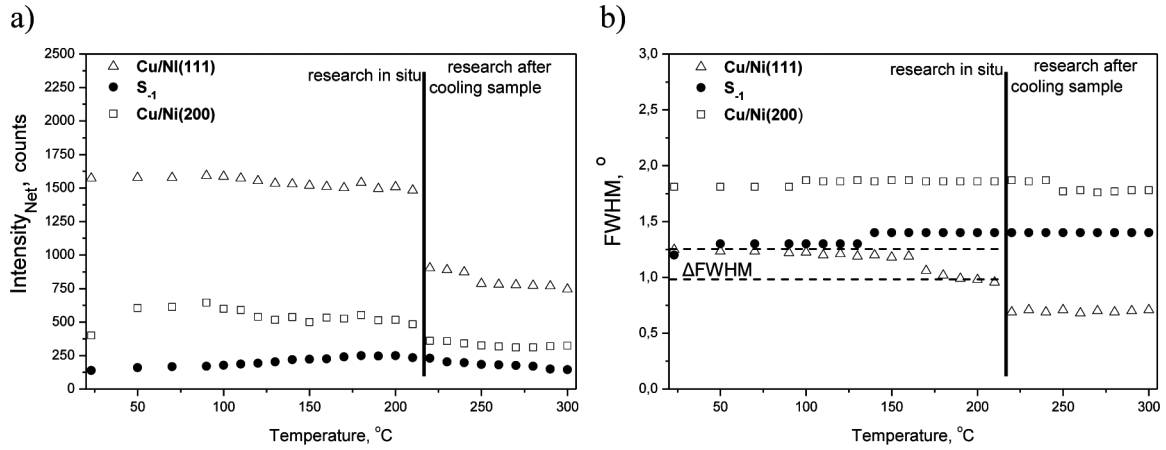 a)
2500
2250
2000
1750
1500
1250
1000
750
500
250
0
Intensity_Net, counts
Cu/NI(111)
S_-1
Cu/Ni(200)
research in situ
research after
cooling sample
50
100
150
200
250
300
Temperature, °C
b)
3,0
2,5
2,0
1,5
1,0
0,5
0,0
FWHM, °
Cu/Ni(111)
S_-1
Cu/Ni(200)
research in situ
research after
cooling sample
ΔFWHM
50
100
150
200
250
300
Temperature, °C